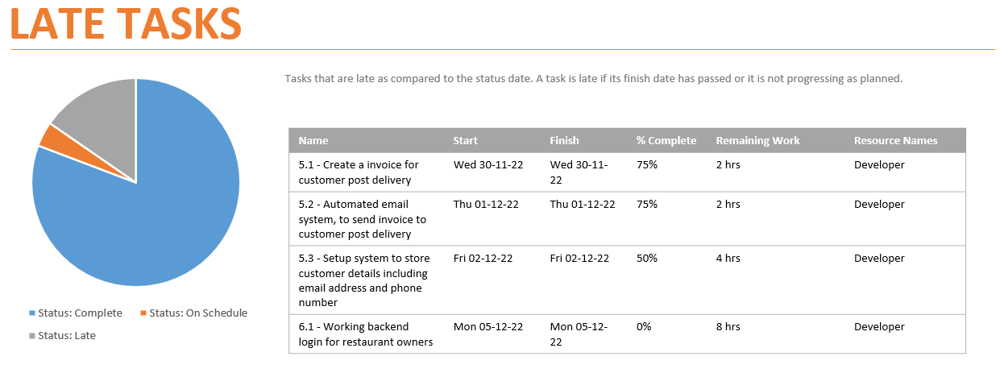 LATE TASKS
Tasks that are late as compared to the status date. A task is late if its finish date has passed or it is not progressing as planned.
Name Start Finish % Complete Remaining Work Resource Names
5.1 - Create a invoice for Wed 30-11-22 Wed 30-11- 75% 2 hrs Developer
customer post delivery 22
5.2 - Automated email Thu 01-12-22 Thu 01-12-22 75% 2 hrs Developer
system, to send invoice to
customer post delivery
5.3 - Setup system to store Fri 02-12-22 Fri 02-12-22 50% 4 hrs Developer
customer details including
email address and phone
number
6.1 - Working backend Mon 05-12-22 Mon 05-12- 0% 8 hrs Developer
login for restaurant owners 22
Status: Complete Status: On Schedule
Status: Late